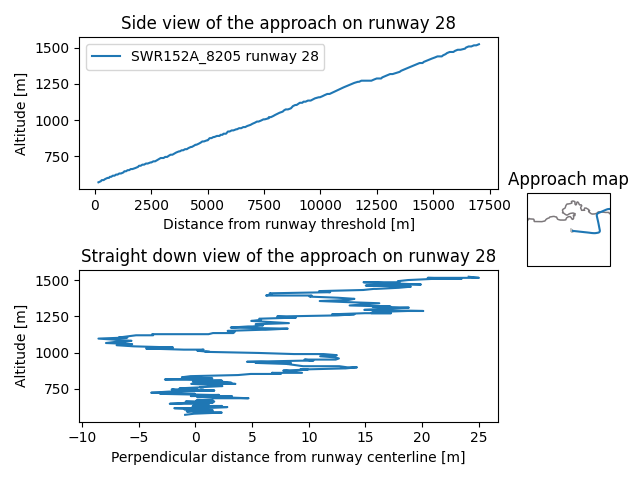 Side view of the approach on runway 28
1500
1250
1000
750
Altitude [m]
SWR152A_8205 runway 28
0 2500 5000 7500 10000 12500 15000 17500
Distance from runway threshold [m]
Approach map
Straight down view of the approach on runway 28
1500
1250
1000
750
Altitude [m]
−10 −5 0 5 10 15 20 25
Perpendicular distance from runway centerline [m]